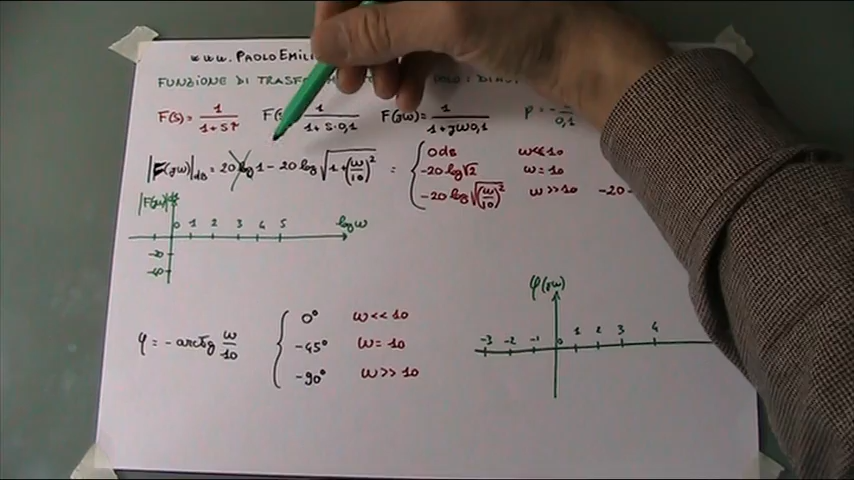 www.PAOLOEMILI
FUNZIONE DI
F(s) = 1/(1+sτ) 1/(1+s·0,1) F(jω) = 1/(1+jω0,1) p = -
0,1
|F(jω)|dB = 20 log 1 - 20 log √(1+(ω/10)²) = { 0 dB ω<<10
-20 log √2 ω = 10
-20 log √(ω/10)² ω >> 10 -20
|F(jω)|
0 1 2 3 4 5 log ω
-20
-40
φ(jω)
φ = -arctg ω/10 { 0° ω << 10
-3 -2 -1 0 1 2 3 4
-45° ω = 10
-90° ω >> 10